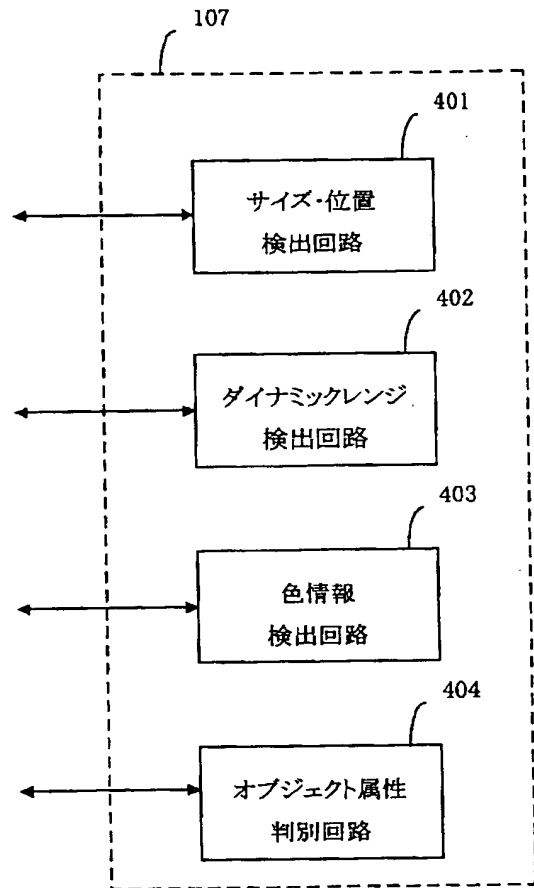 107
401
サイズ・位置
検出回路
402
ダイナミックレンジ
検出回路
403
色情報
検出回路
404
オブジェクト属性
判別回路